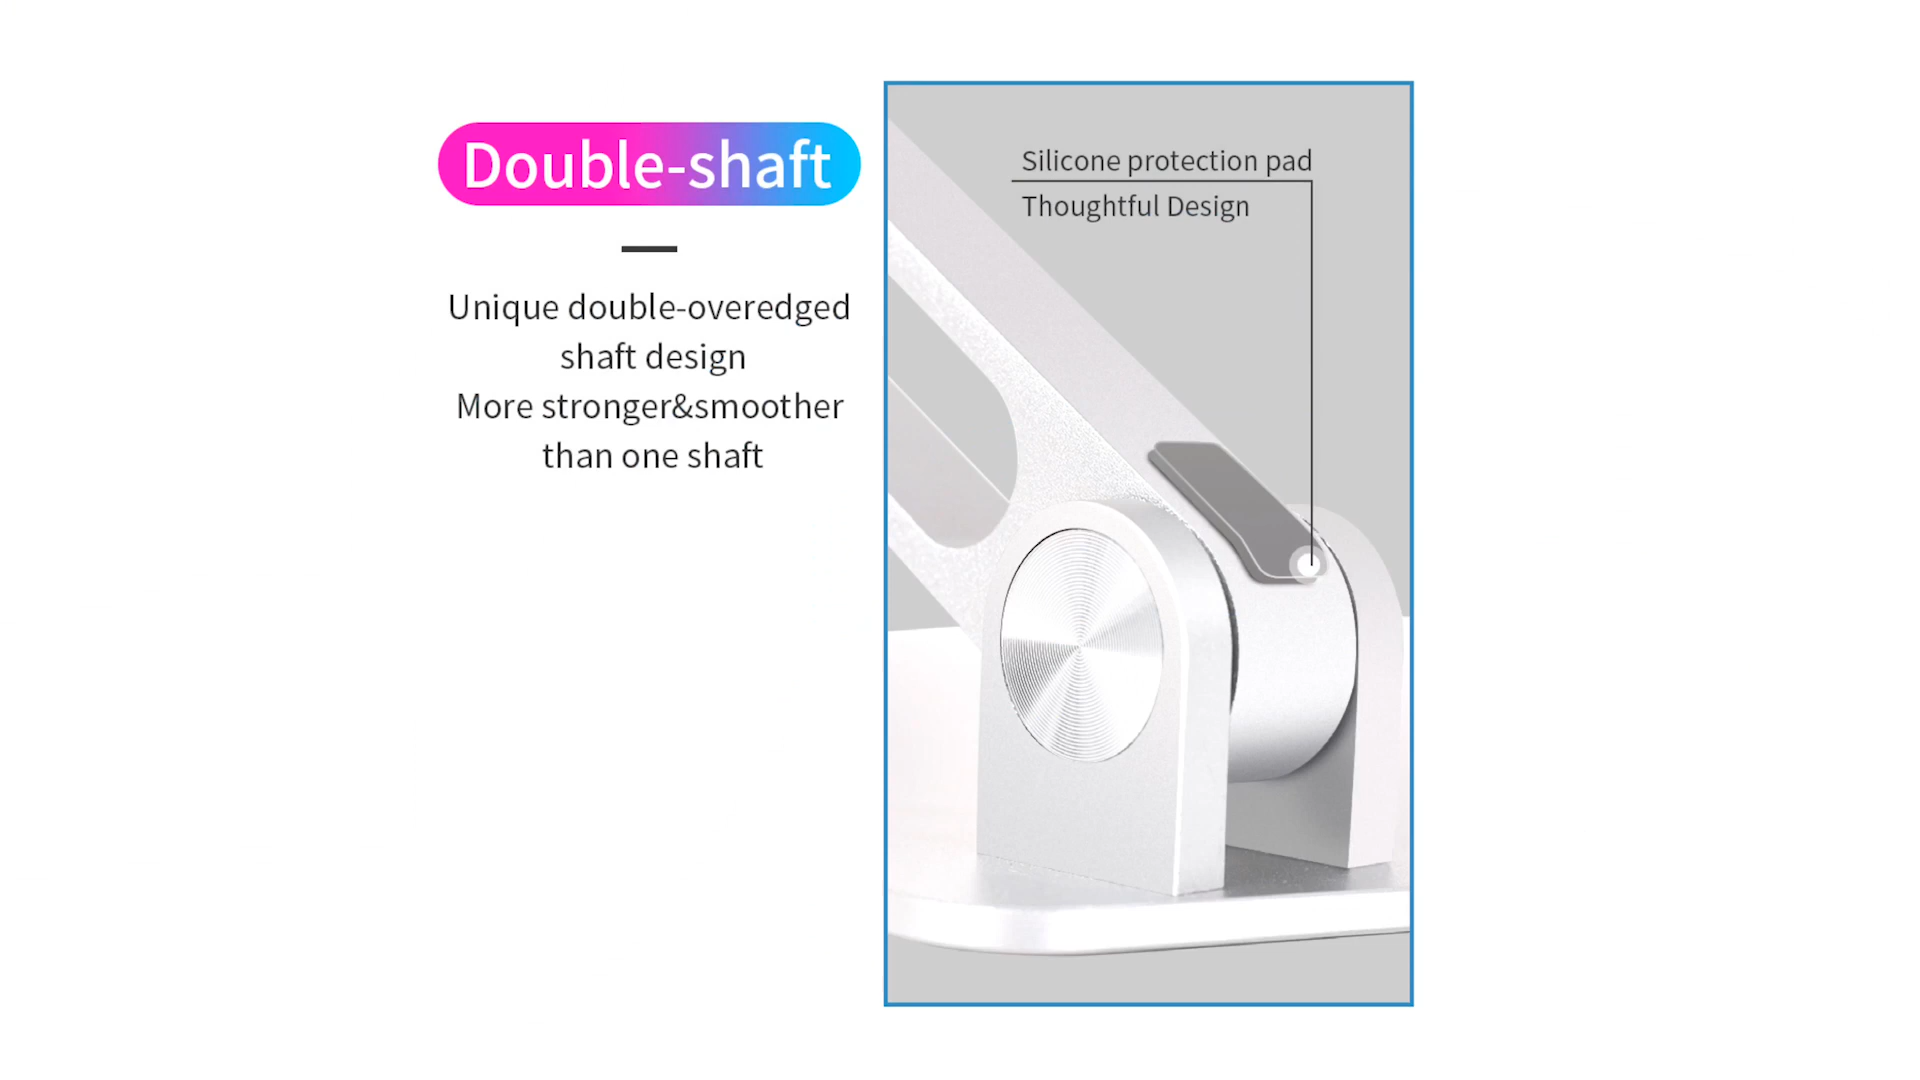 Double-shaft
Unique double-overedged
shaft design
More stronger&smoother
than one shaft
Silicone protection pad
Thoughtful Design